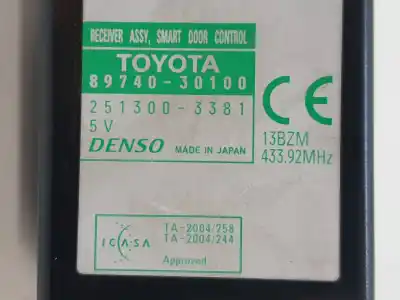 RECEIVER ASSY, SMART DOOR CONTROL
TOYOTA
89740-30100
251300-3381
5V
DENSO MADE IN JAPAN
CE
13BZM
433.92MHz
ICASA
TA-2004/258
TA-2004/244
Approved